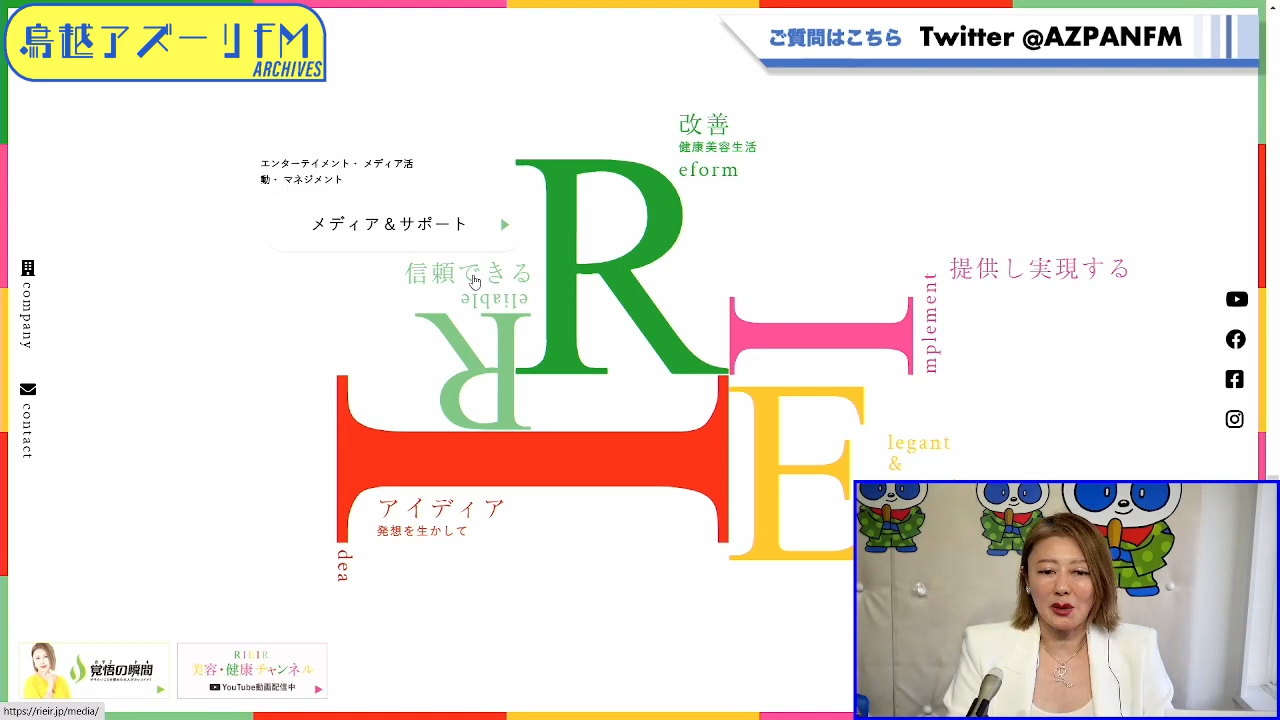 鳥越アズーリFM
ARCHIVES
ご質問はこちら Twitter @AZPANFM
改善
健康美容生活
eform
R
エンターテイメント・ メディア活
動・ マネジメント
メディア＆サポート
信頼できる
eliable
R
提供し実現する
mplement
I
company
contact
I
E
legant
&
アイディア
発想を生かして
dea
覚悟の瞬間
RIEIR
美容・健康チャンネル
YouTube動画配信中
https://rieir.jp/media/